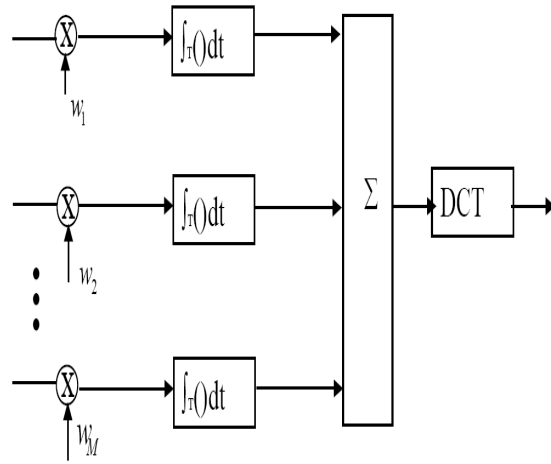 X
∫T()dt
w1
X
∫T()dt
Σ
DCT
w2
X
∫T()dt
wM